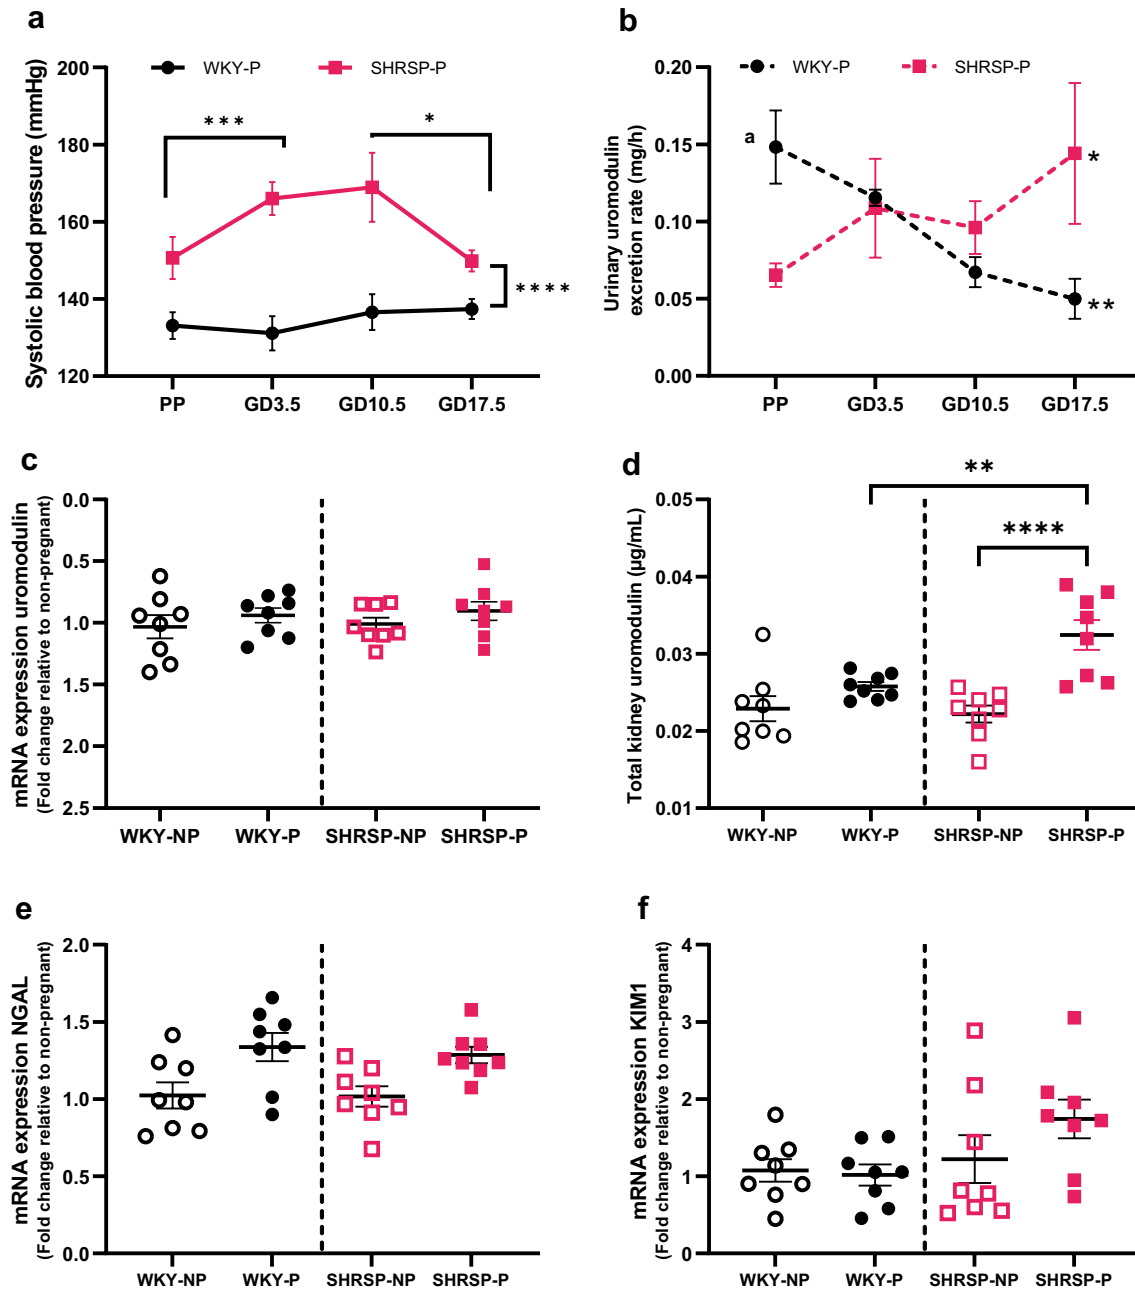 a
WKY-P
SHRSP-P
Systolic blood pressure (mmHg)
200
180
160
140
120
***
*
****
PP
GD3.5
GD10.5
GD17.5
b
WKY-P
SHRSP-P
Urinary uromodulin
excretion rate (mg/h)
0.20
0.15
0.10
0.05
0.00
a
*
**
PP
GD3.5
GD10.5
GD17.5
c
mRNA expression uromodulin
(Fold change relative to non-pregnant)
0.0
0.5
1.0
1.5
2.0
2.5
WKY-NP
WKY-P
SHRSP-NP
SHRSP-P
d
Total kidney uromodulin (µg/mL)
0.05
0.04
0.03
0.02
0.01
**
****
WKY-NP
WKY-P
SHRSP-NP
SHRSP-P
e
mRNA expression NGAL
(Fold change relative to non-pregnant)
2.0
1.5
1.0
0.5
0.0
WKY-NP
WKY-P
SHRSP-NP
SHRSP-P
f
mRNA expression KIM1
(Fold change relative to non-pregnant)
4
3
2
1
0
WKY-NP
WKY-P
SHRSP-NP
SHRSP-P